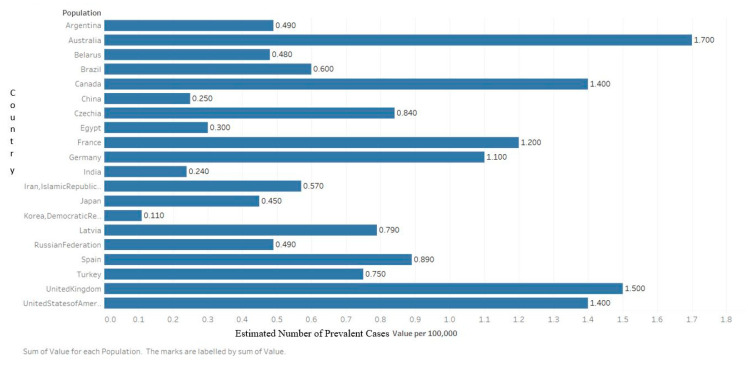 Population
Argentina 0.490
Australia 1.700
Belarus 0.480
Brazil 0.600
Canada 1.400
China 0.250
Czechia 0.840
Egypt 0.300
France 1.200
Germany 1.100
India 0.240
Iran,IslamicRepublic.. 0.570
Japan 0.450
Korea,DemocraticRe... 0.110
Latvia 0.790
RussianFederation 0.490
Spain 0.890
Turkey 0.750
UnitedKingdom 1.500
UnitedStatesofAmer... 1.400
Country
0.0 0.1 0.2 0.3 0.4 0.5 0.6 0.7 0.8 0.9 1.0 1.1 1.2 1.3 1.4 1.5 1.6 1.7 1.8
Estimated Number of Prevalent Cases Value per 100,000
Sum of Value for each Population. The marks are labelled by sum of Value.